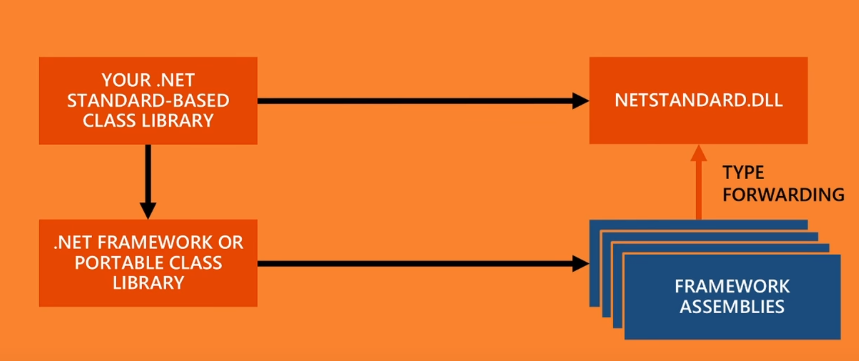 YOUR .NET
STANDARD-BASED
CLASS LIBRARY
NETSTANDARD.DLL
TYPE
FORWARDING
.NET FRAMEWORK OR
PORTABLE CLASS
LIBRARY
FRAMEWORK
ASSEMBLIES